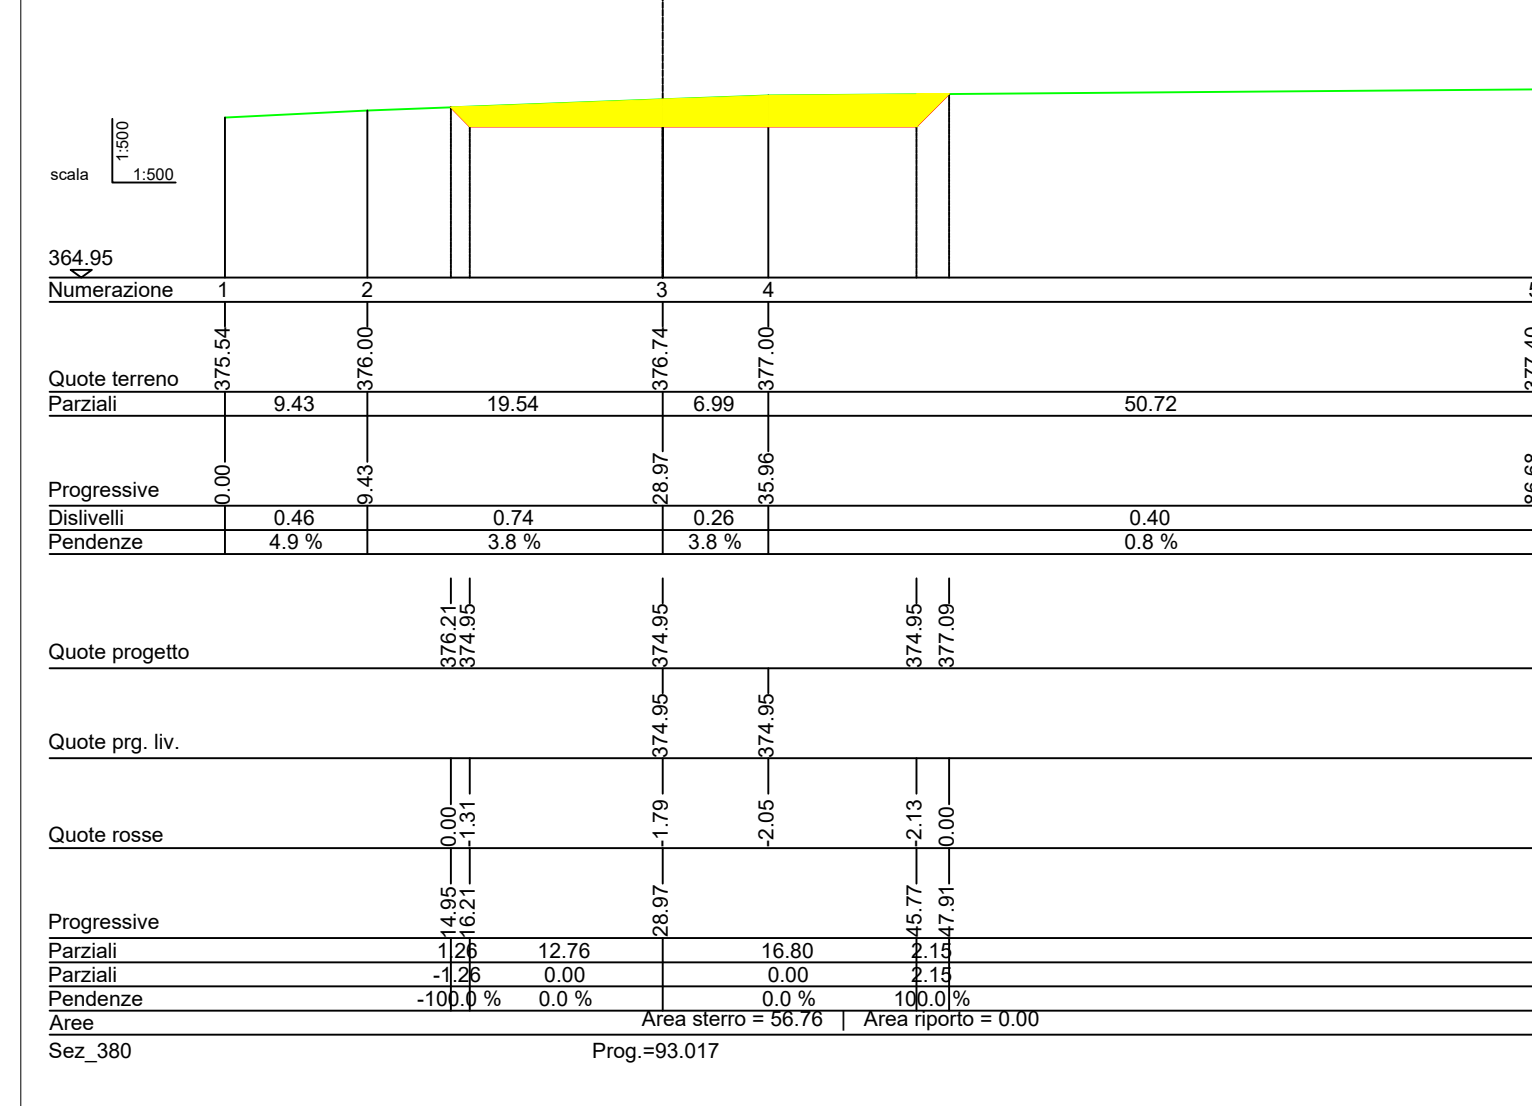 1:500
scala 1:500
364.95
Numerazione 1 2 3 4
Quote terreno 375.54 376.00 376.74 377.00 377.40
Parziali 9.43 19.54 6.99 50.72
Progressive 0.00 9.43 28.97 35.96 86.68
Dislivelli 0.46 0.74 0.26 0.40
Pendenze 4.9 % 3.8 % 3.8 % 0.8 %
Quote progetto 376.21 374.95 374.95 374.95 377.09
Quote prg. liv. 374.95 374.95
Quote rosse 0.00 -1.31 -1.79 -2.05 -2.13 0.00
Progressive 14.95 16.21 28.97 45.77 47.91
Parziali 1.26 12.76 16.80 2.15
Parziali -1.26 0.00 0.00 2.15
Pendenze -100.0 % 0.0 % 0.0 % 100.0 %
Aree Area sterro = 56.76 | Area riporto = 0.00
Sez_380 Prog.=93.017